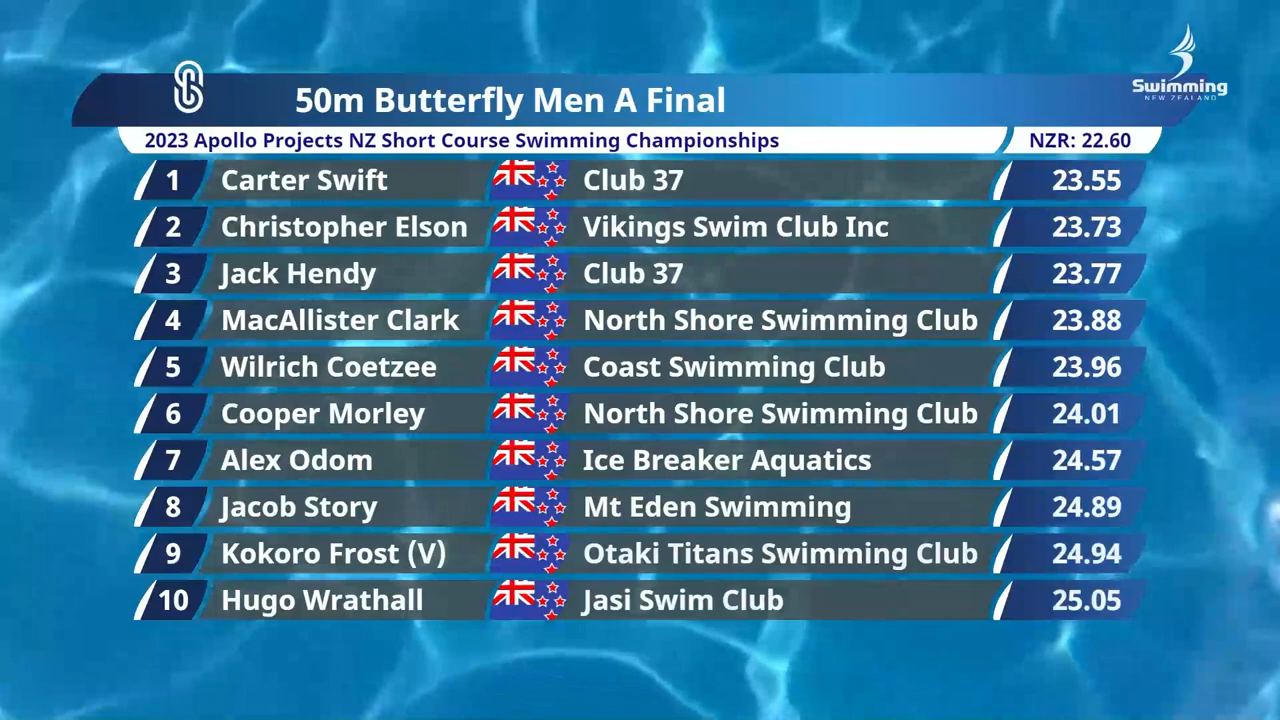 50m Butterfly Men A Final
Swimming
NEW ZEALAND
2023 Apollo Projects NZ Short Course Swimming Championships NZR: 22.60
1 Carter Swift Club 37 23.55
2 Christopher Elson Vikings Swim Club Inc 23.73
3 Jack Hendy Club 37 23.77
4 MacAllister Clark North Shore Swimming Club 23.88
5 Wilrich Coetzee Coast Swimming Club 23.96
6 Cooper Morley North Shore Swimming Club 24.01
7 Alex Odom Ice Breaker Aquatics 24.57
8 Jacob Story Mt Eden Swimming 24.89
9 Kokoro Frost (V) Otaki Titans Swimming Club 24.94
10 Hugo Wrathall Jasi Swim Club 25.05